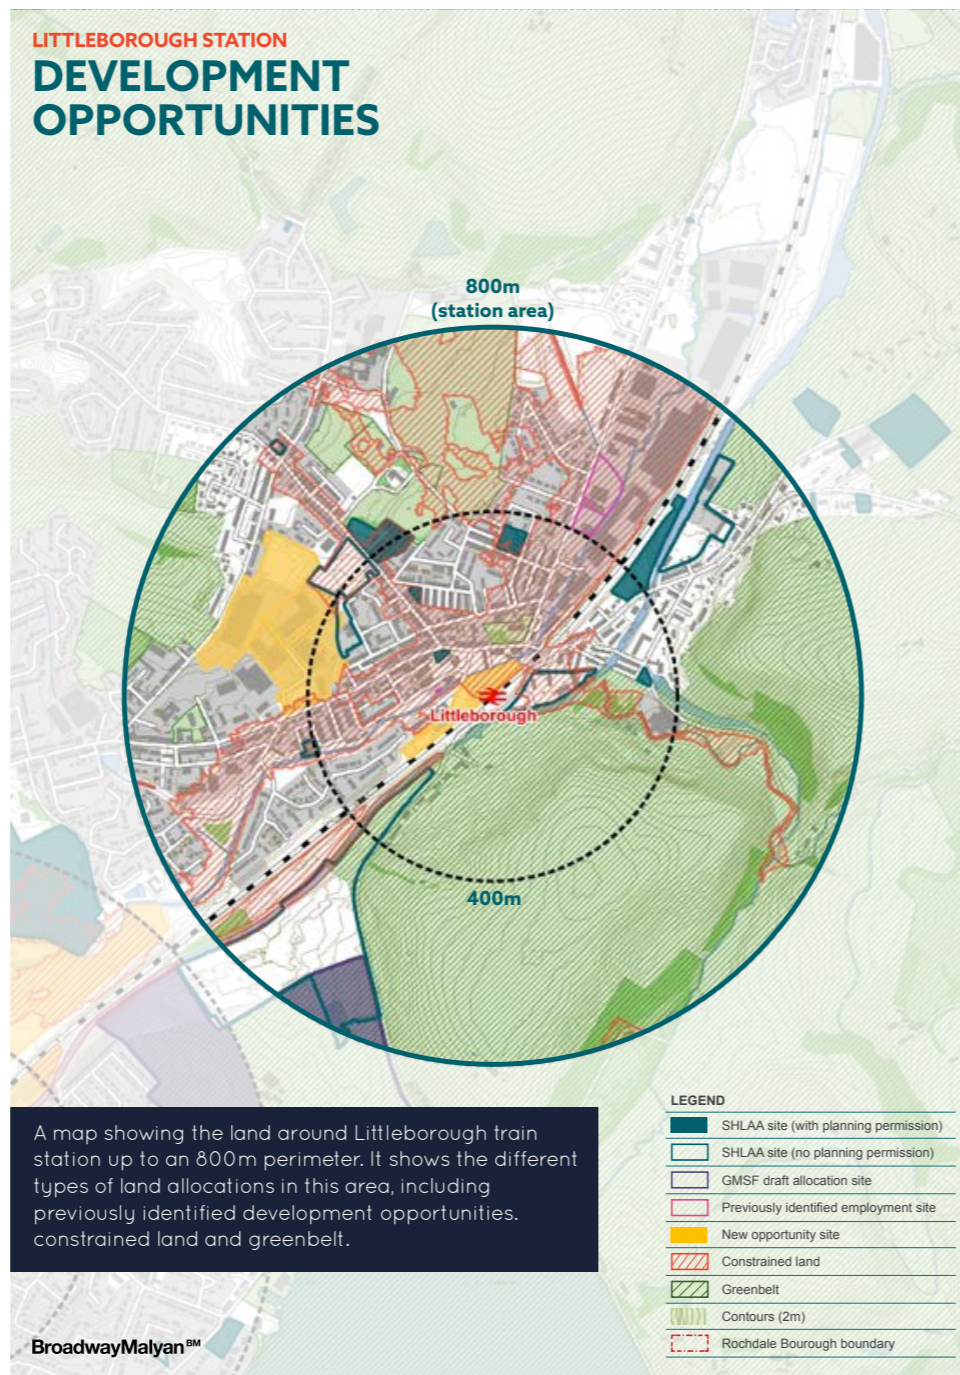 LITTLEBOROUGH STATION
DEVELOPMENT
OPPORTUNITIES
800m
(station area)
Littleborough
400m
A map showing the land around Littleborough train
station up to an 800m perimeter. It shows the different
types of land allocations in this area, including
previously identified development opportunities.
constrained land and greenbelt.
BroadwayMalyan BM
LEGEND
SHLAA site (with planning permission)
SHLAA site (no planning permission)
GMSF draft allocation site
Previously identified employment site
New opportunity site
Constrained land
Greenbelt
Contours (2m)
Rochdale Bourough boundary